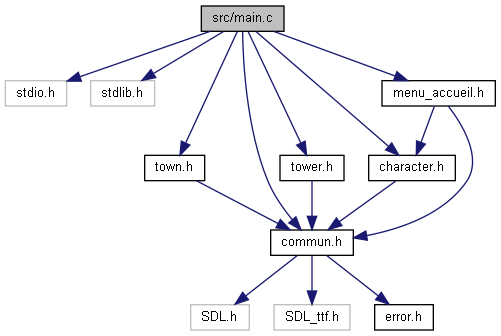 src/main.c
stdio.h
stdlib.h
menu_accueil.h
town.h
tower.h
character.h
commun.h
SDL.h
SDL_ttf.h
error.h